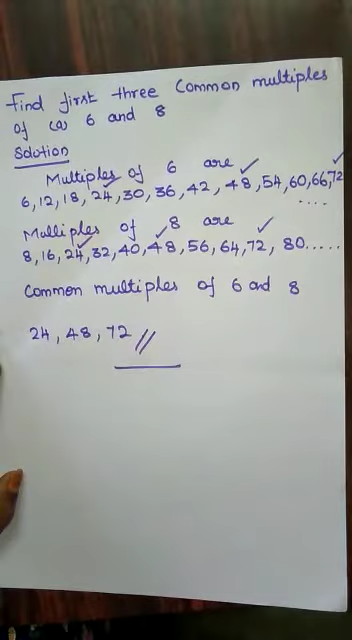 Find first three Common multiples
of (a) 6 and 8
Solution
Multiples of 6 are
6,12,18,24,30,36,42,48,54,60,66,72
....
Multiples of 8 are
8,16,24,32,40,48,56,64,72,80.....
Common multiples of 6 and 8
24,48,72 //